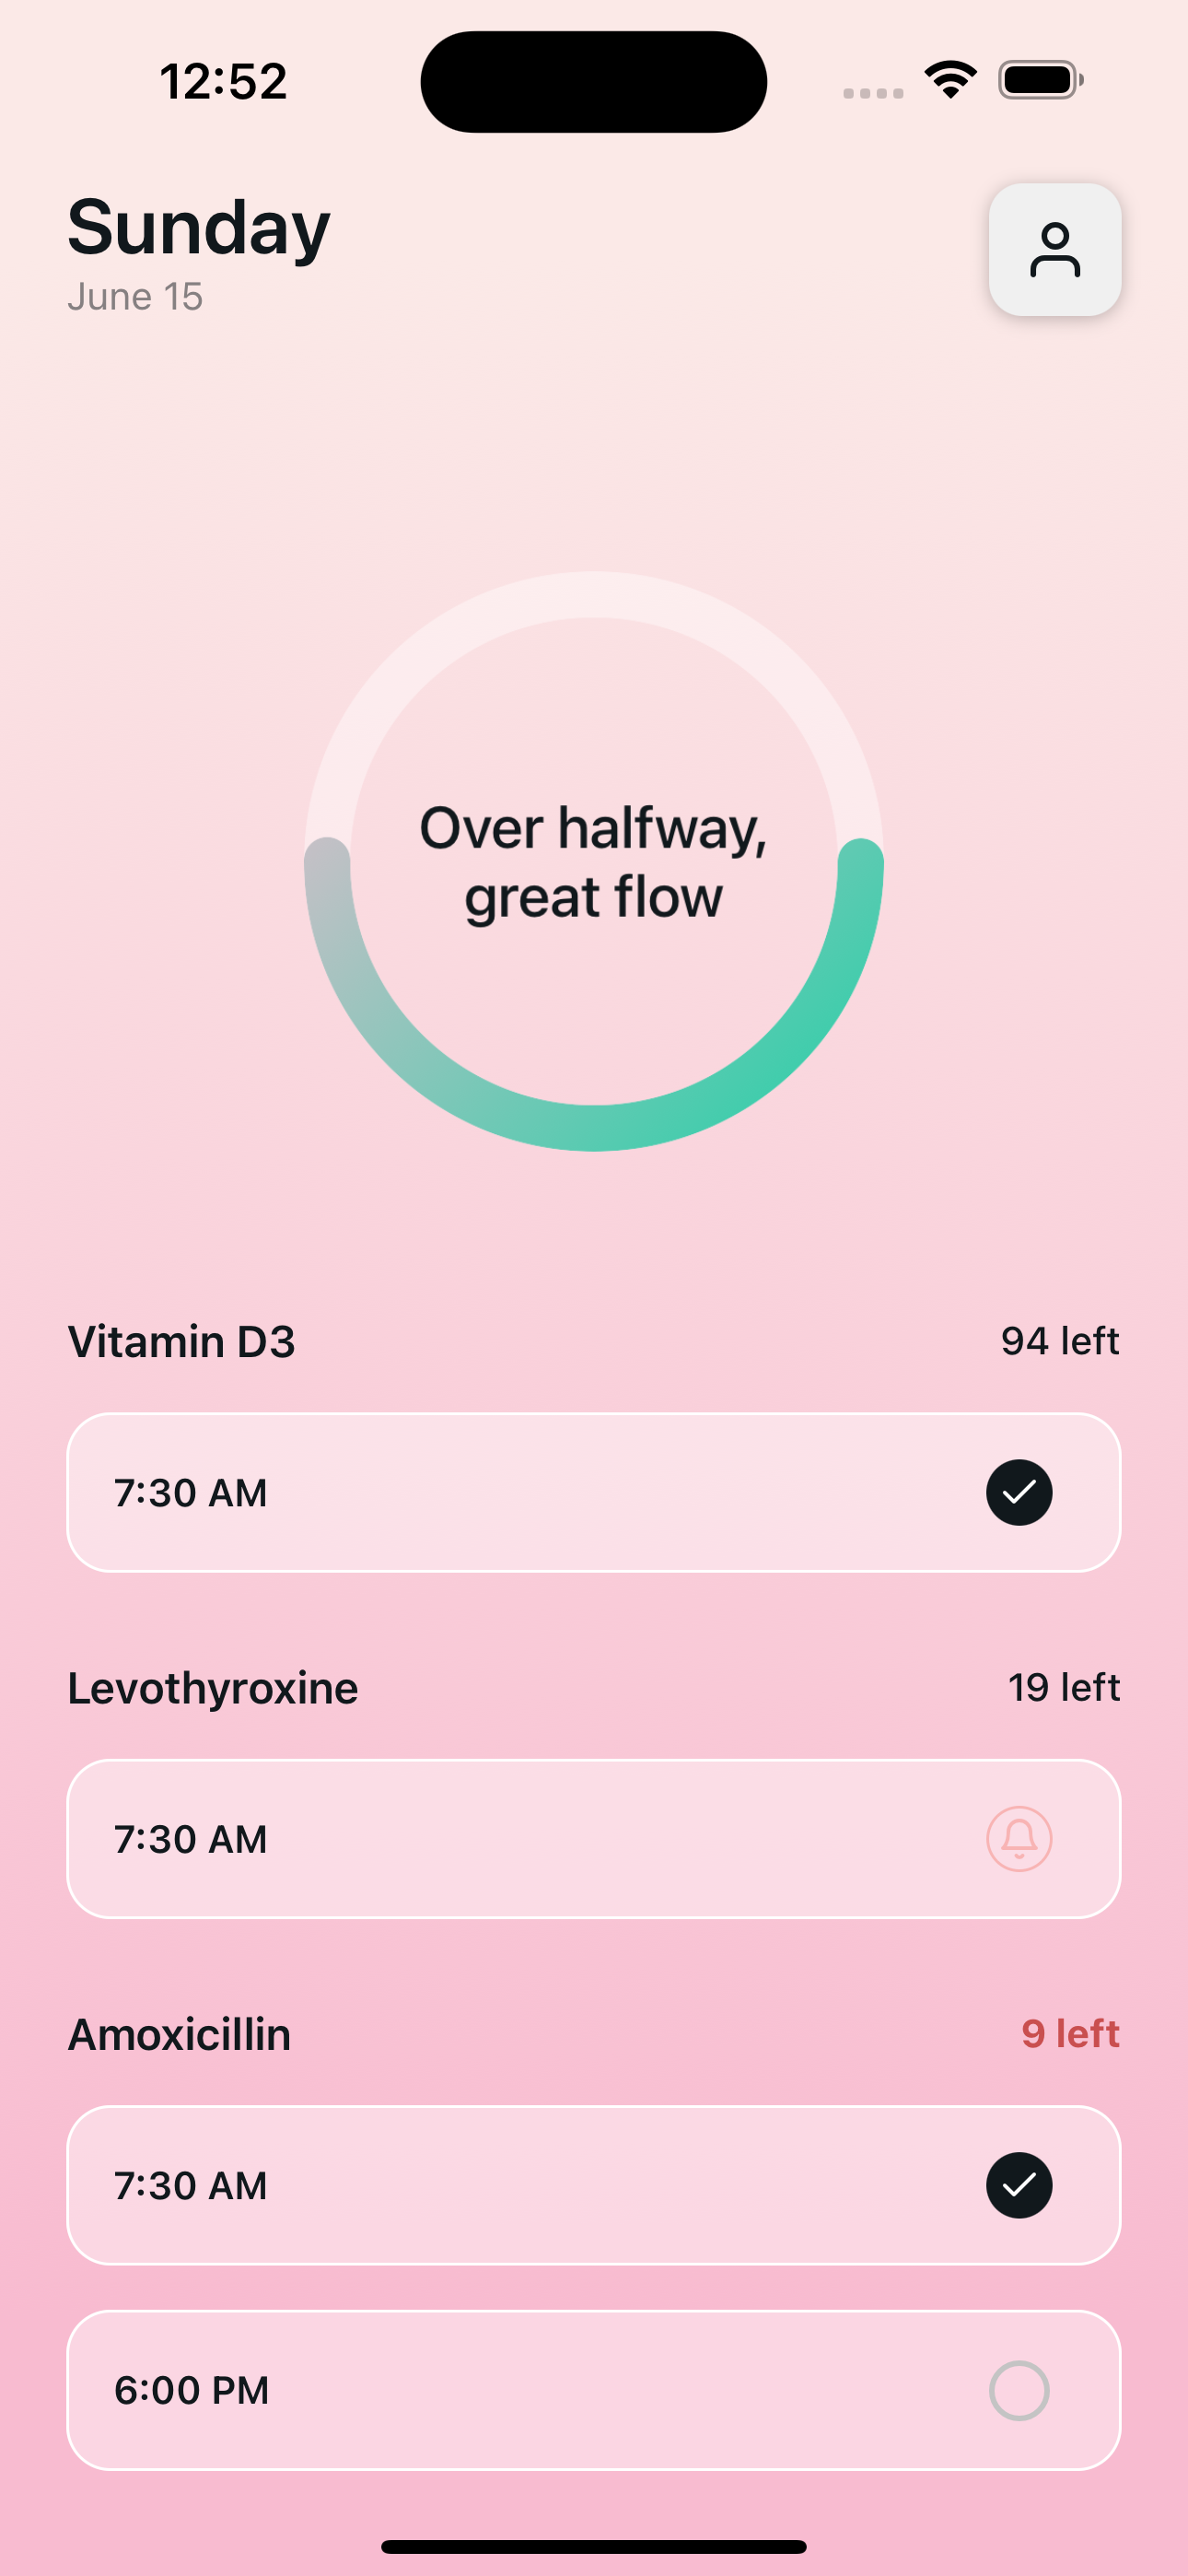 12:52
Sunday
June 15
Over halfway,
great flow
Vitamin D3 94 left
7:30 AM
Levothyroxine 19 left
7:30 AM
Amoxicillin 9 left
7:30 AM
6:00 PM